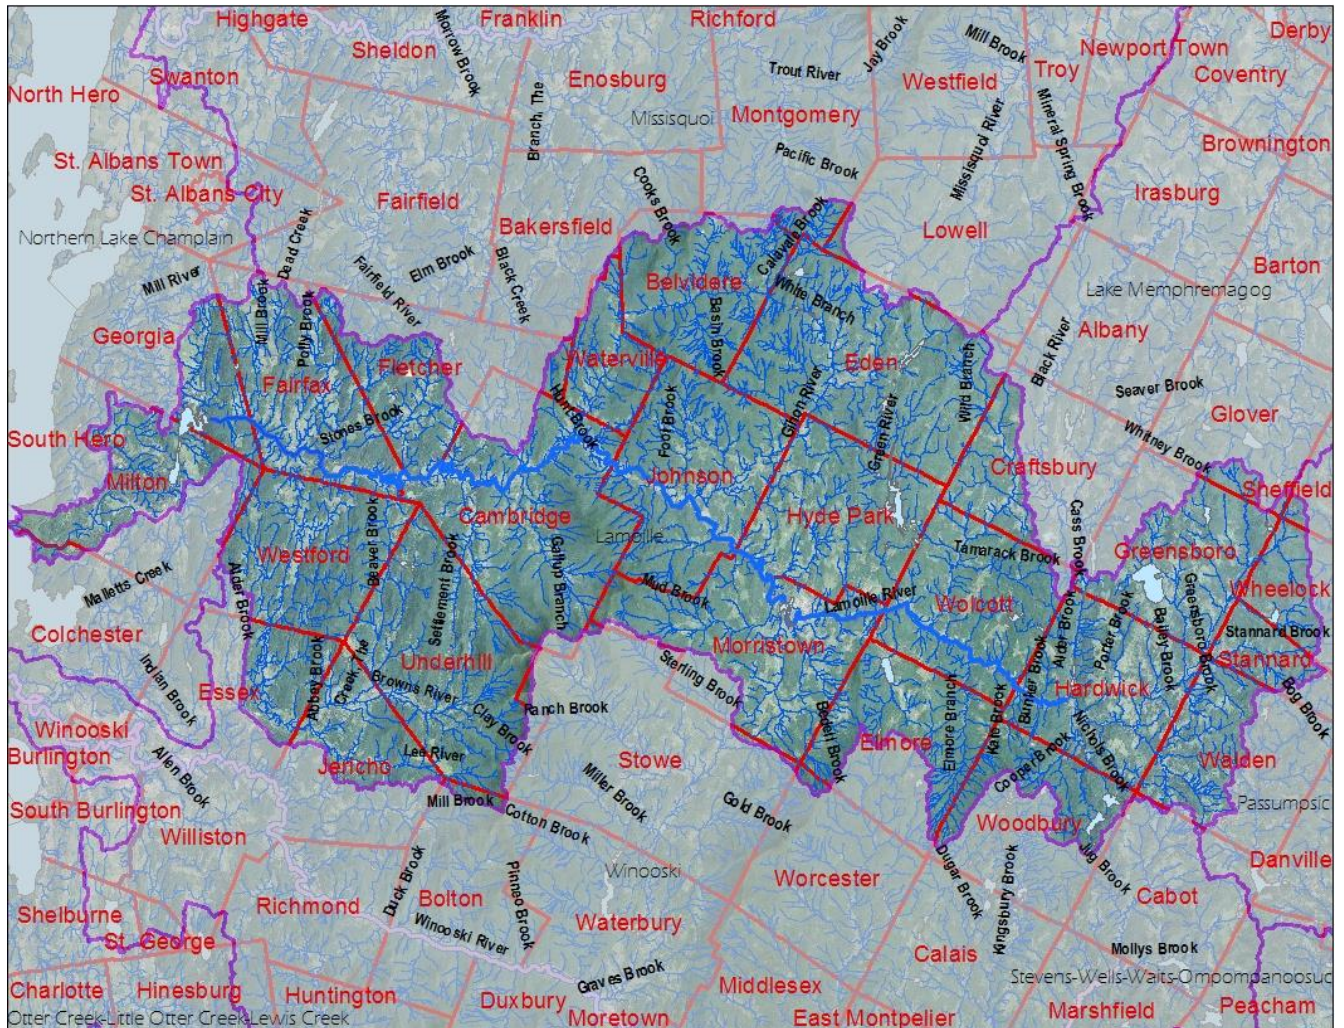 Highgate
Franklin
Richford
Derby
Morrow Brook
Sheldon
Jay Brook
Mill Brook
Newport Town
Swanton
Enosburg
Trout River
Westfield
Troy
Coventry
North Hero
Branch, The
Missisquoi
Montgomery
Mineral Spring Brook
Brownington
St. Albans Town
Pacific Brook
Missisquoi River
St. Albans City
Fairfield
Cooks Brook
Irasburg
Bakersfield
Lowell
Northern Lake Champlain
Dead Creek
Calavale Brook
Elm Brook
Black Creek
Barton
Mill River
Fairfield River
Belvidere
White Branch
Lake Memphremagog
Mill Brook
Polly Brook
Basin Brook
Georgia
Black River
Albany
Fletcher
Waterville
Eden
Wild Branch
Fairfax
Seaver Brook
Hunt Brook
Foot Brook
Gihon River
Green River
Glover
Stones Brook
Whitney Brook
South Hero
Milton
Johnson
Craftsbury
Sheffield
Cambridge
Hyde Park
Cass Brook
Westford
Beaver Brook
Lamoille
Tamarack Brook
Greensboro
Malletts Creek
Alder Brook
Settlement Brook
Gallup Branch
Mud Brook
Lamoille River
Wolcott
Alder Brook
Porter Brook
Bailey Brook
Greensboro Brook
Wheelock
Colchester
Morristown
Stannard Brook
Underhill
Stannard
Indian Brook
Essex
Abbey Brook
Creek, The
Browns River
Sterling Brook
Bunker Brook
Hardwick
Bog Brook
Clay Brook
Ranch Brook
Bedell Brook
Elmore Branch
Kate Brook
Nichols Brook
Winooski
Elmore
Burlington
Allen Brook
Lee River
Jericho
Stowe
Cooper Brook
Walden
South Burlington
Mill Brook
Cotton Brook
Miller Brook
Gold Brook
Woodbury
Passumpsic
Williston
Jug Brook
Danville
Duck Brook
Pinneo Brook
Winooski
Worcester
Dugar Brook
Kingsbury Brook
Cabot
Shelburne
Richmond
Bolton
Waterbury
St. George
Winooski River
Calais
Mollys Brook
Charlotte
Hinesburg
Huntington
Duxbury
Graves Brook
Middlesex
Stevens-Wells-Waits-Ompompanoosuc
Otter Creek-Little Otter Creek-Lewis Creek
Moretown
East Montpelier
Marshfield
Peacham